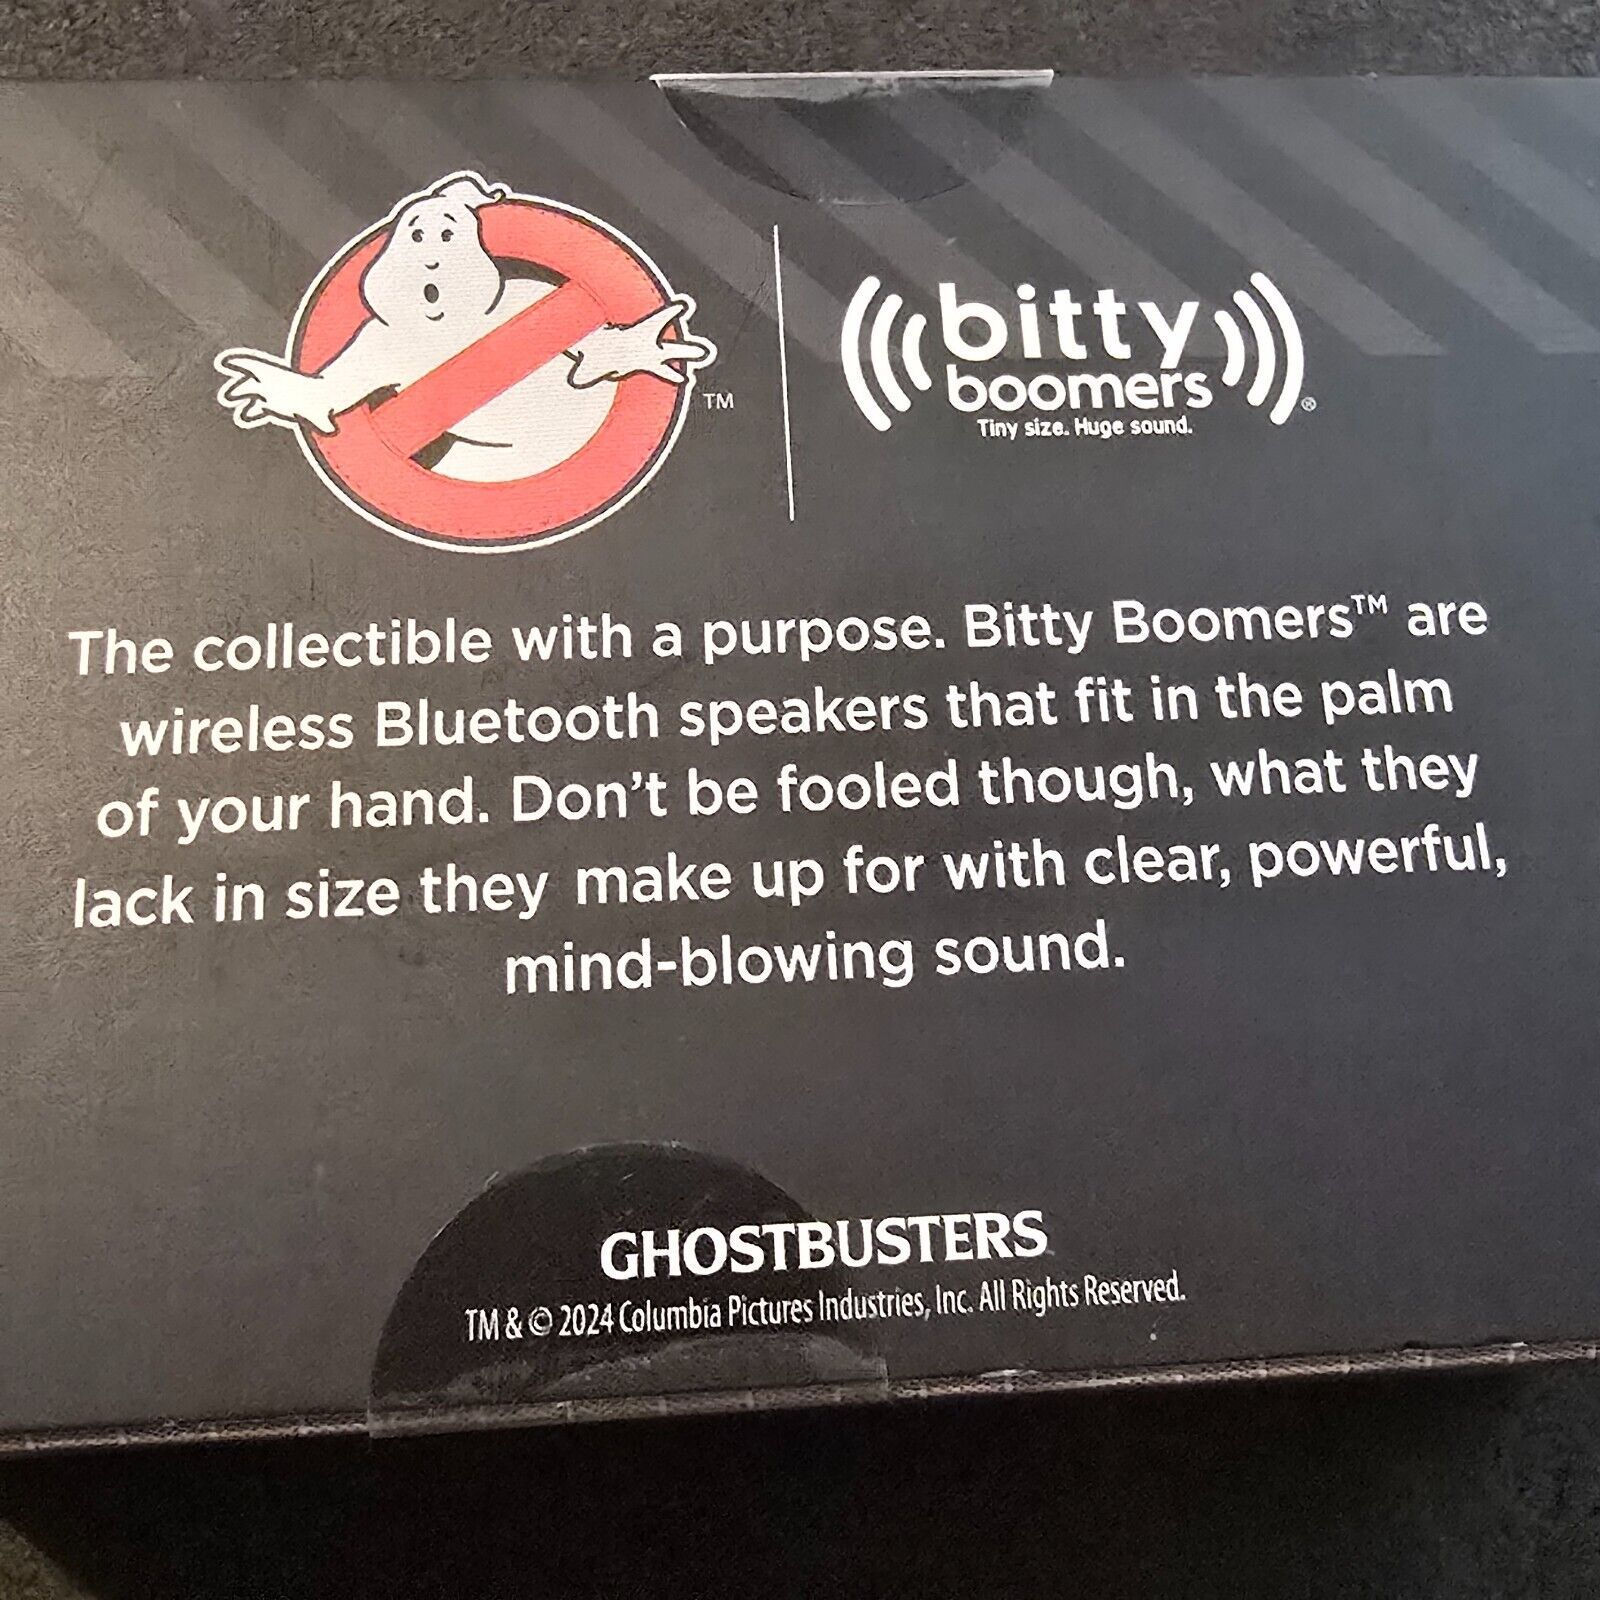 TM
bitty
boomers®
Tiny size. Huge sound.
The collectible with a purpose. Bitty Boomers™ are
wireless Bluetooth speakers that fit in the palm
of your hand. Don't be fooled though, what they
lack in size they make up for with clear, powerful,
mind-blowing sound.
GHOSTBUSTERS
TM & © 2024 Columbia Pictures Industries, Inc. All Rights Reserved.